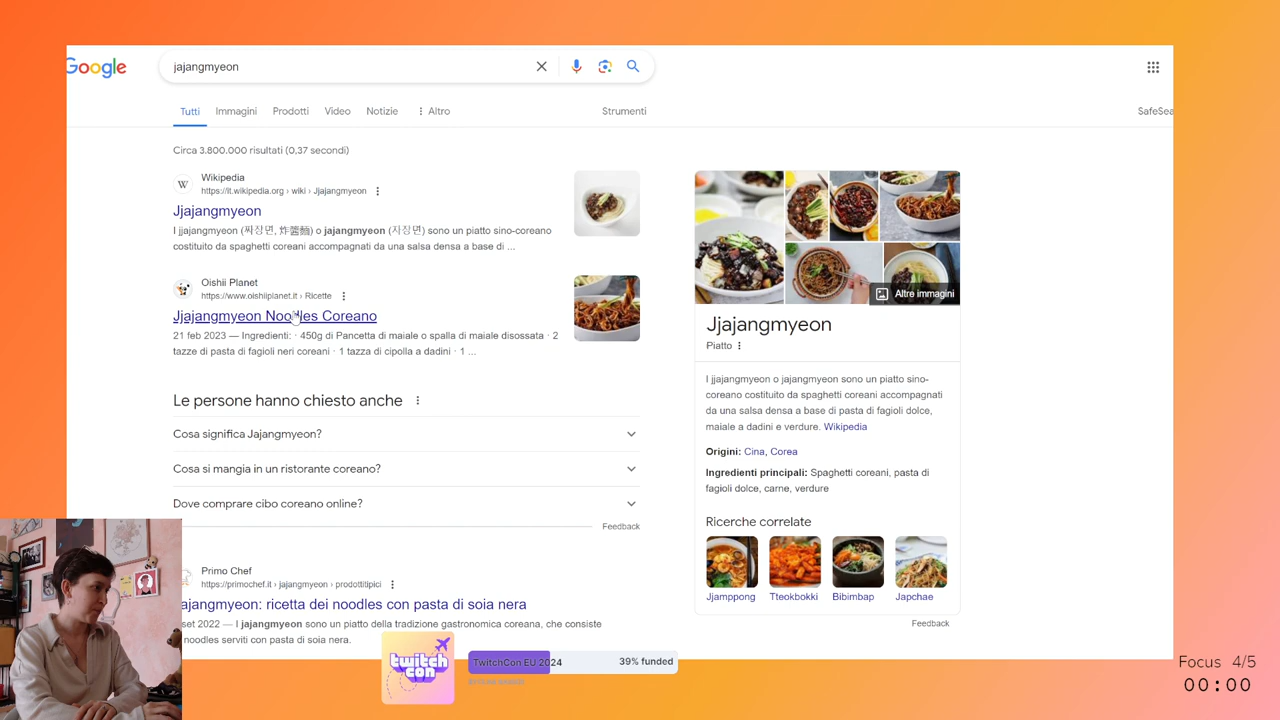 Google
jajangmyeon
Tutti
Immagini
Prodotti
Video
Notizie
Altro
Strumenti
SafeSea
Circa 3.800.000 risultati (0,37 secondi)
W
Wikipedia
https://it.wikipedia.org › wiki › Jjajangmyeon
Jjajangmyeon
I jjajangmyeon (짜장면, 炸醬麵) o jajangmyeon (자장면) sono un piatto sino-coreano
costituito da spaghetti coreani accompagnati da una salsa densa a base di ...
Oishii Planet
https://www.oishiiplanet.it › Ricette
Jjajangmyeon Noodles Coreano
21 feb 2023 — Ingredienti: · 450g di Pancetta di maiale o spalla di maiale disossata · 2
tazze di pasta di fagioli neri coreani · 1 tazza di cipolla a dadini · 1 ...
Le persone hanno chiesto anche
Cosa significa Jajangmyeon?
Cosa si mangia in un ristorante coreano?
Dove comprare cibo coreano online?
Feedback
Primo Chef
https://primochef.it › jajangmyeon › prodottitipici
ajangmyeon: ricetta dei noodles con pasta di soia nera
set 2022 — I jajangmyeon sono un piatto della tradizione gastronomica coreana, che consiste
noodles serviti con pasta di soia nera.
Altre immagini
Jjajangmyeon
Piatto
I jjajangmyeon o jajangmyeon sono un piatto sino-
coreano costituito da spaghetti coreani accompagnati
da una salsa densa a base di pasta di fagioli dolce,
maiale a dadini e verdure. Wikipedia
Origini: Cina, Corea
Ingredienti principali: Spaghetti coreani, pasta di
fagioli dolce, carne, verdure
Ricerche correlate
Jjamppong
Tteokbokki
Bibimbap
Japchae
Feedback
twitch
con
TwitchCon EU 2024
39% funded
Focus 4/5
00:00